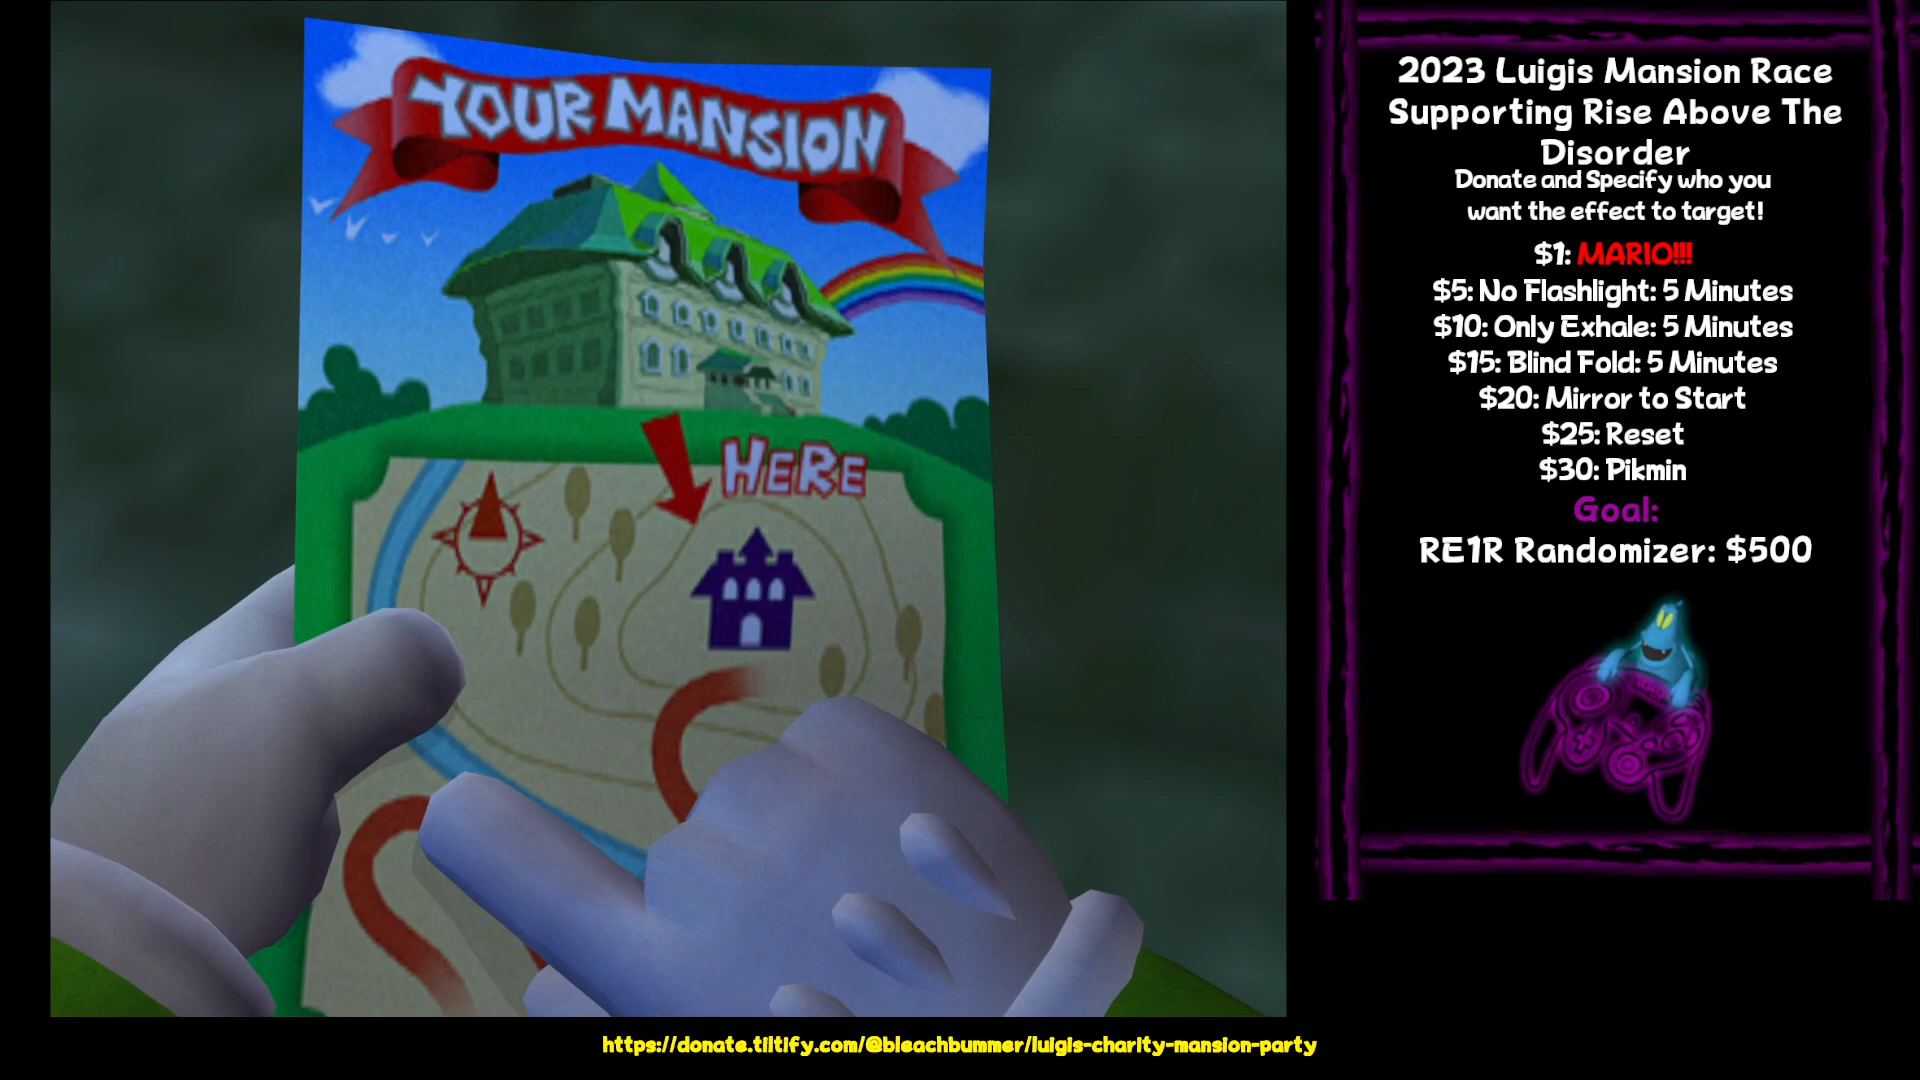 YOUR MANSION
HERE
2023 Luigis Mansion Race
Supporting Rise Above The
Disorder
Donate and Specify who you
want the effect to target!
$1: MARIO!!!
$5: No Flashlight: 5 Minutes
$10: Only Exhale: 5 Minutes
$15: Blind Fold: 5 Minutes
$20: Mirror to Start
$25: Reset
$30: Pikmin
Goal:
RE1R Randomizer: $500
https://donate.tiltify.com/@bleachbummer/luigis-charity-mansion-party